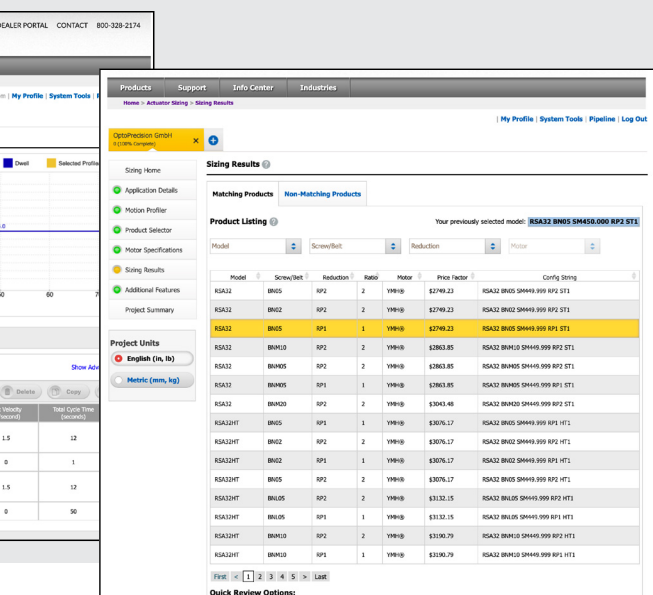 DEALER PORTAL CONTACT 800-328-2174
| My Profile | System Tools |
Dwell Selected Profile
60
Show Adv
Delete Copy
Velocity Total Cycle Time
(seconds)
1.5 12
0 1
1.5 12
0 50
Products Support Info Center Industries
Home > Actuator Sizing > Sizing Results
| My Profile | System Tools | Pipeline | Log Out
OptoPrecision GmbH
0 [100% Complete]
x +
Sizing Home
Application Details
Motion Profiler
Product Selector
Motor Specifications
Sizing Results
Additional Features
Project Summary
Project Units
English (in, lb)
Metric (mm, kg)
Sizing Results ?
Matching Products Non-Matching Products
Product Listing ? Your previously selected model: RSA32 BN05 SM450.000 RP2 ST1
Model Screw/Belt Reduction Motor
Model Screw/Belt Reduction Ratio Motor Price Factor Config String
RSA32 BN05 RP2 2 YMH® $2749.23 RSA32 BN05 SM449.999 RP2 ST1
RSA32 BN02 RP2 2 YMH® $2749.23 RSA32 BN02 SM449.999 RP2 ST1
RSA32 BN05 RP1 1 YMH® $2749.23 RSA32 BN05 SM449.999 RP1 ST1
RSA32 BNM10 RP2 2 YMH® $2863.85 RSA32 BNM10 SM449.999 RP2 ST1
RSA32 BNM05 RP2 2 YMH® $2863.85 RSA32 BNM05 SM449.999 RP2 ST1
RSA32 BNM05 RP1 1 YMH® $2863.85 RSA32 BNM05 SM449.999 RP1 ST1
RSA32 BNM20 RP2 2 YMH® $3043.48 RSA32 BNM20 SM449.999 RP2 ST1
RSA32HT BN05 RP1 1 YMH® $3076.17 RSA32 BN05 SM449.999 RP1 HT1
RSA32HT BN02 RP2 2 YMH® $3076.17 RSA32 BN02 SM449.999 RP2 HT1
RSA32HT BN02 RP1 1 YMH® $3076.17 RSA32 BN02 SM449.999 RP1 HT1
RSA32HT BN05 RP2 2 YMH® $3076.17 RSA32 BN05 SM449.999 RP2 HT1
RSA32HT BNL05 RP2 2 YMH® $3132.15 RSA32 BNL05 SM449.999 RP2 HT1
RSA32HT BNL05 RP1 1 YMH® $3132.15 RSA32 BNL05 SM449.999 RP1 HT1
RSA32HT BNM10 RP2 2 YMH® $3190.79 RSA32 BNM10 SM449.999 RP2 HT1
RSA32HT BNM10 RP1 1 YMH® $3190.79 RSA32 BNM10 SM449.999 RP1 HT1
First < 1 2 3 4 5 > Last
Quick Review Options: